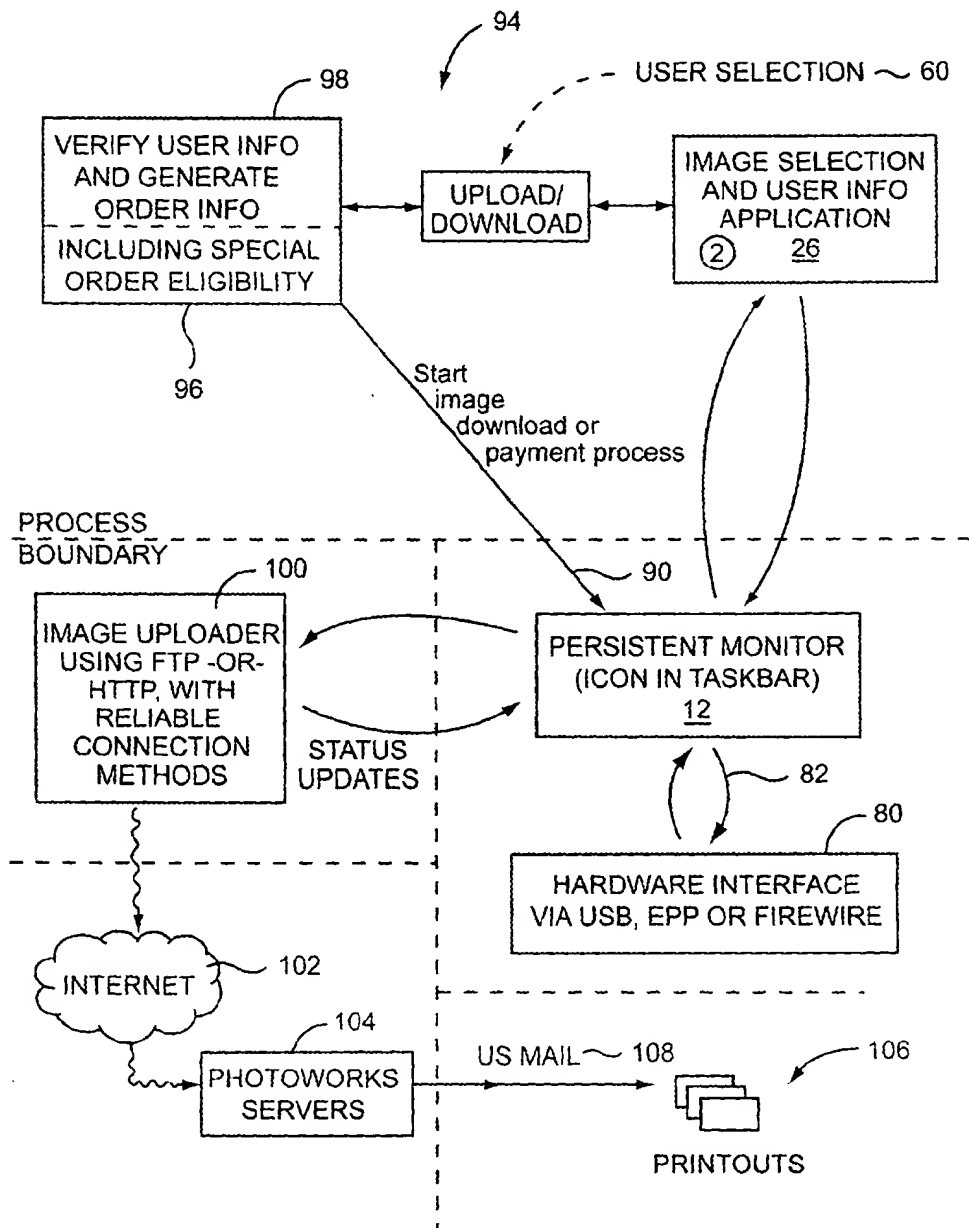 94
USER SELECTION ~ 60
98
VERIFY USER INFO
AND GENERATE
ORDER INFO
INCLUDING SPECIAL
ORDER ELIGIBILITY
96
UPLOAD/
DOWNLOAD
IMAGE SELECTION
AND USER INFO
APPLICATION
2 26
Start
image
download or
payment process
PROCESS
BOUNDARY
100
90
IMAGE UPLOADER
USING FTP -OR-
HTTP, WITH
RELIABLE
CONNECTION
METHODS
STATUS
UPDATES
PERSISTENT MONITOR
(ICON IN TASKBAR)
12
82
80
HARDWARE INTERFACE
VIA USB, EPP OR FIREWIRE
INTERNET
102
104
PHOTOWORKS
SERVERS
US MAIL ~ 108
106
PRINTOUTS